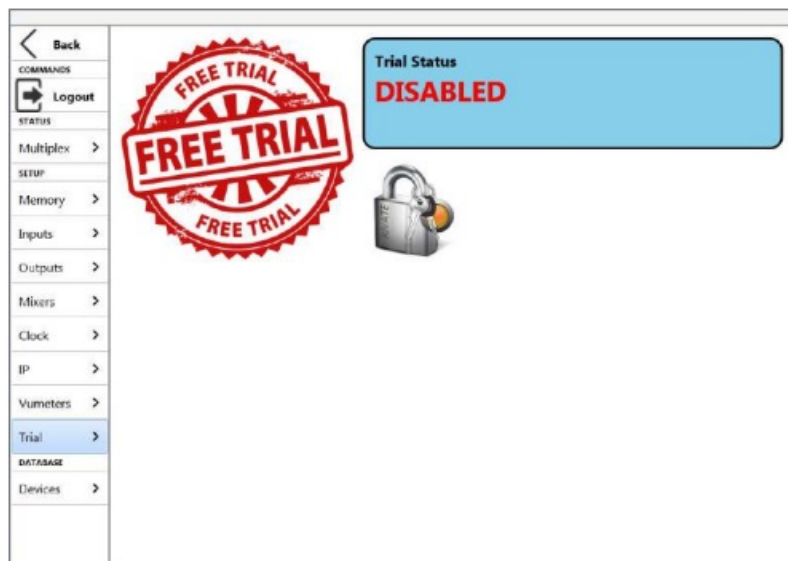 Back
COMMANDS
Logout
STATUS
Multiplex
SETUP
Memory
Inputs
Outputs
Mixers
Clock
IP
Vumeters
Trial
DATABASE
Devices
FREE TRIAL
FREE TRIAL
FREE TRIAL
Trial Status
DISABLED